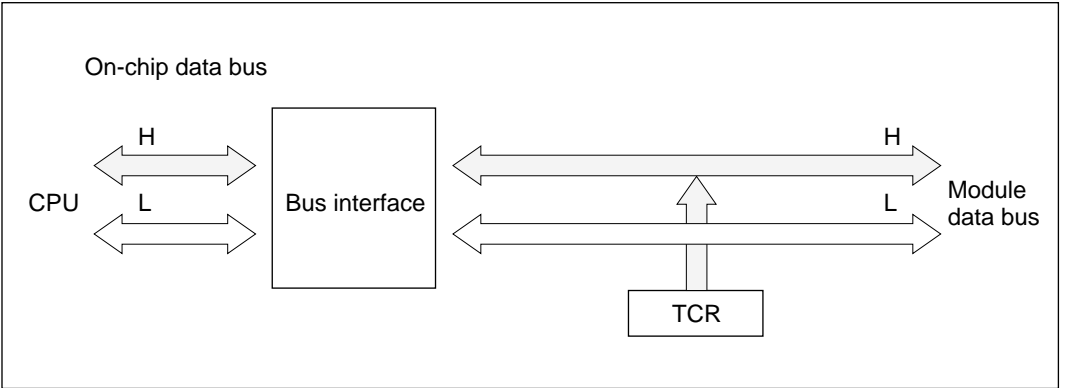 On-chip data bus
H
H
CPU
L
Bus interface
L
Module
data bus
TCR